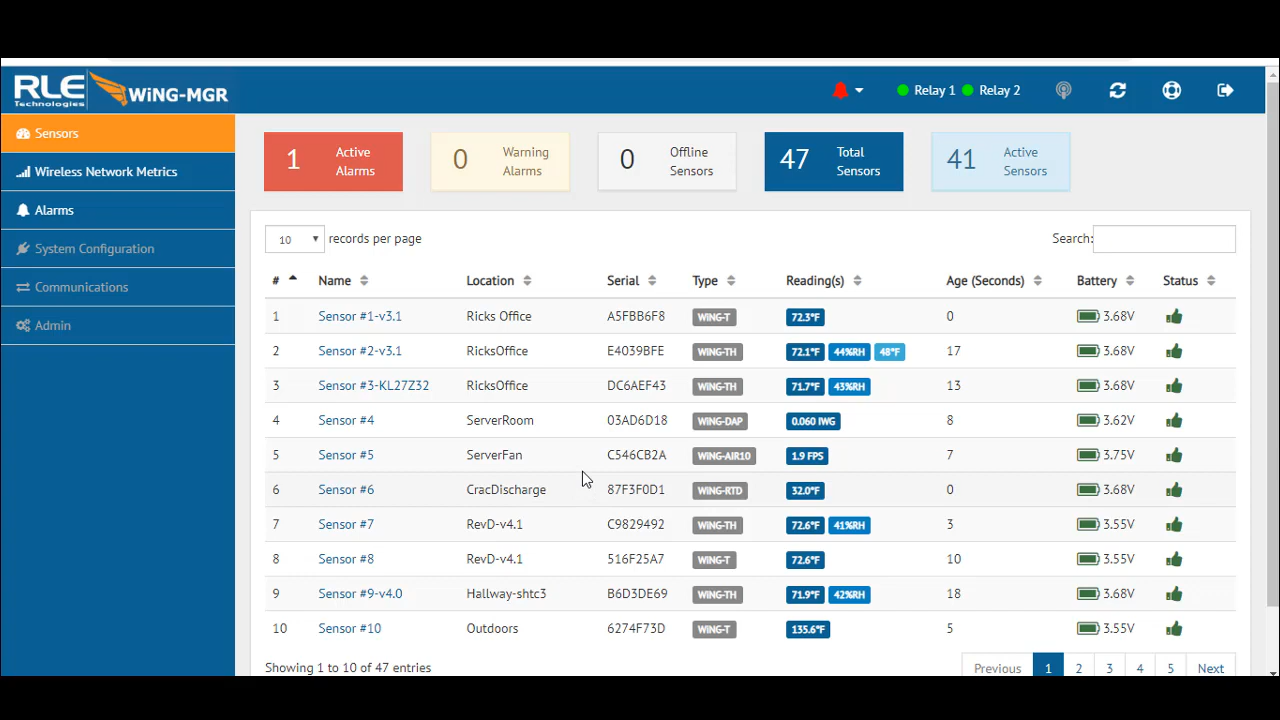 RLE Technologies WiNG-MGR
Relay 1 Relay 2
Sensors
Wireless Network Metrics
Alarms
System Configuration
Communications
Admin
1 Active Alarms
0 Warning Alarms
0 Offline Sensors
47 Total Sensors
41 Active Sensors
10 records per page
Search:
# Name Location Serial Type Reading(s) Age (Seconds) Battery Status
1 Sensor #1-v3.1 Ricks Office A5FBB6F8 WiNG-T 72.3°F 0 3.68V
2 Sensor #2-v3.1 RicksOffice E4039BFE WiNG-TH 72.1°F 44%RH 48°F 17 3.68V
3 Sensor #3-KL27Z32 RicksOffice DC6AEF43 WiNG-TH 71.7°F 43%RH 13 3.68V
4 Sensor #4 ServerRoom 03AD6D18 WiNG-DAP 0.060 IWG 8 3.62V
5 Sensor #5 ServerFan C546CB2A WiNG-AIR10 1.9 FPS 7 3.75V
6 Sensor #6 CracDischarge 87F3F0D1 WiNG-RTD 32.0°F 0 3.68V
7 Sensor #7 RevD-v4.1 C9829492 WiNG-TH 72.6°F 41%RH 3 3.55V
8 Sensor #8 RevD-v4.1 516F25A7 WiNG-T 72.6°F 10 3.55V
9 Sensor #9-v4.0 Hallway-shtc3 B6D3DE69 WiNG-TH 71.9°F 42%RH 18 3.68V
10 Sensor #10 Outdoors 6274F73D WiNG-T 135.6°F 5 3.55V
Showing 1 to 10 of 47 entries
Previous 1 2 3 4 5 Next